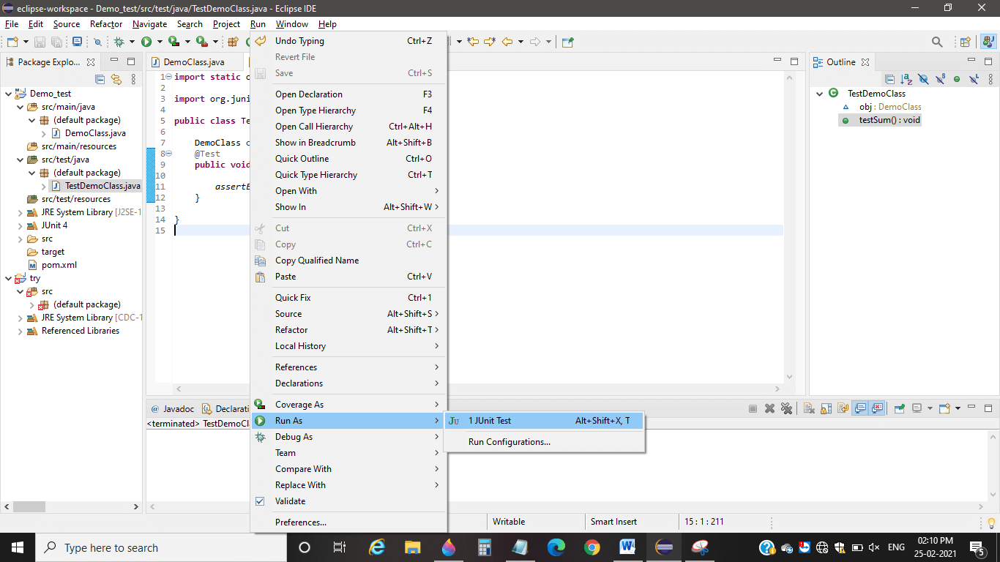 eclipse-workspace - Demo_test/src/test/java/TestDemoClass.java - Eclipse IDE
File Edit Source Refactor Navigate Search Project Run Window Help
Package Explo...
DemoClass.java
Outline
Demo_test
src/main/java
(default package)
DemoClass.java
src/main/resources
src/test/java
(default package)
TestDemoClass.java
src/test/resources
JRE System Library [J2SE-1
JUnit 4
src
target
pom.xml
try
src
(default package)
JRE System Library [CDC-1
Referenced Libraries
1 import static
2
3 import org.juni
4
5 public class Te
6
7 DemoClass
8 @Test
9 public void
10
11 assertE
12 }
13
14 }
15
Undo Typing Ctrl+Z
Revert File
Save Ctrl+S
Open Declaration F3
Open Type Hierarchy F4
Open Call Hierarchy Ctrl+Alt+H
Show in Breadcrumb Alt+Shift+B
Quick Outline Ctrl+O
Quick Type Hierarchy Ctrl+T
Open With
Show In Alt+Shift+W
Cut Ctrl+X
Copy Ctrl+C
Copy Qualified Name
Paste Ctrl+V
Quick Fix Ctrl+1
Source Alt+Shift+S
Refactor Alt+Shift+T
Local History
References
Declarations
Coverage As
Run As
Debug As
Team
Compare With
Replace With
Validate
Preferences...
1 JUnit Test Alt+Shift+X, T
Run Configurations...
TestDemoClass
obj : DemoClass
testSum() : void
@ Javadoc Declarati
<terminated> TestDemoCl
Writable Smart Insert 15 : 1 : 211
Type here to search
ENG
02:10 PM
25-02-2021
5